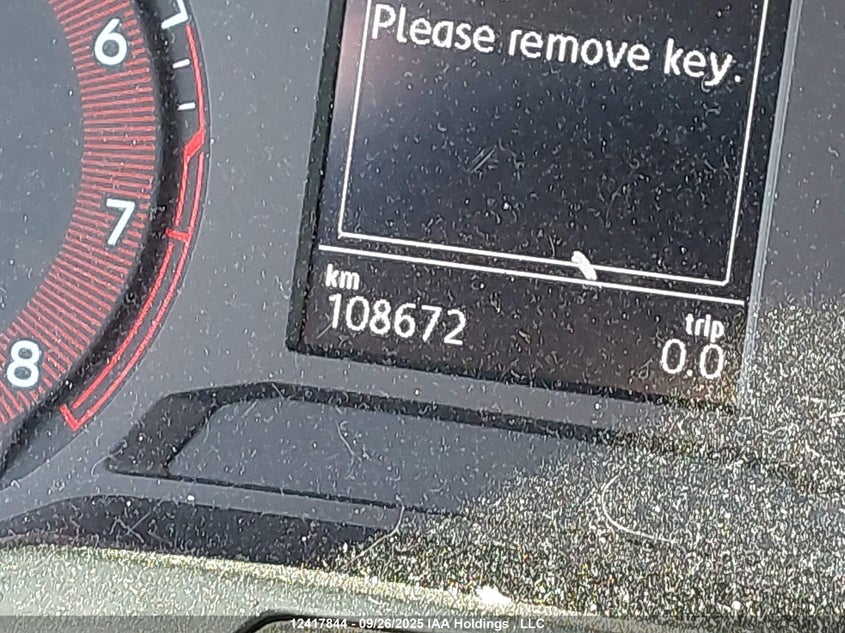 6
7
8
Please remove key.
km
108672
trip
0.0
12417844 - 09/26/2025 IAA Holdings , LLC